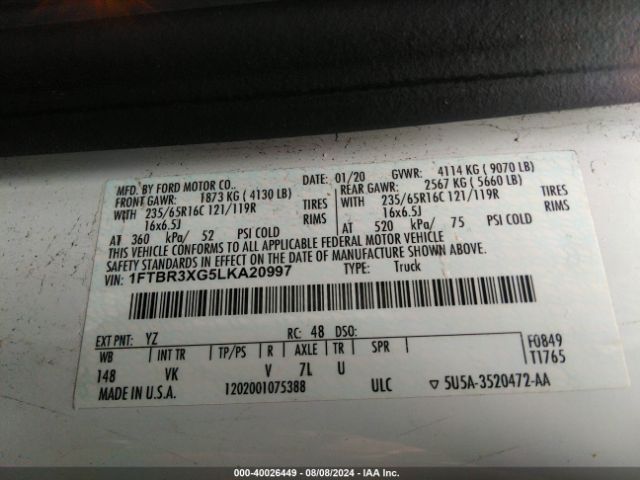 MFD. BY FORD MOTOR CO.. DATE: 01/20 GVWR: 4114 KG ( 9070 LB)
FRONT GAWR: 1873 KG ( 4130 LB) REAR GAWR: 2567 KG ( 5660 LB)
WITH 235/65R16C 121/119R TIRES WITH 235/65R16C 121/119R TIRES
16x6.5J RIMS 16x6.5J RIMS
AT 360 kPa/ 52 PSI COLD AT 520 kPa/ 75 PSI COLD
THIS VEHICLE CONFORMS TO ALL APPLICABLE FEDERAL MOTOR VEHICLE
SAFETY STANDARDS IN EFFECT ON THE DATE OF MANUFACTURE SHOWN ABOVE.
VIN: 1FTBR3XG5LKA20997 TYPE: Truck
EXT PNT: YZ RC: 48 DSO: F0849
WB INT TR TP/PS R AXLE TR SPR T1765
148 VK V 7L U
MADE IN U.S.A. 1202001075388 ULC ▽ 5U5A-3520472-AA
000-40026449 - 08/08/2024 - IAA Inc.